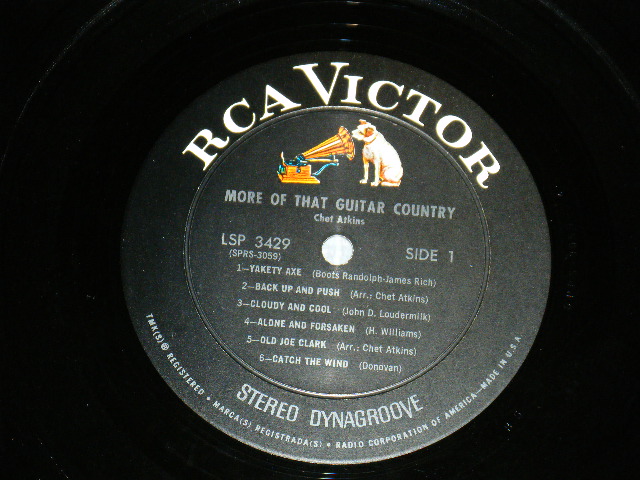 RCA VICTOR
MORE OF THAT GUITAR COUNTRY
Chet Atkins
LSP 3429
(SPRS-3059)
SIDE 1
1—YAKETY AXE (Boots Randolph-James Rich)
2—BACK UP AND PUSH (Arr.: Chet Atkins)
3—CLOUDY AND COOL (John D. Loudermilk)
4—ALONE AND FORSAKEN (H. Williams)
5—OLD JOE CLARK (Arr.: Chet Atkins)
6—CATCH THE WIND (Donovan)
STEREO DYNAGROOVE
TMK(S) ® REGISTERED • MARCA(S) REGISTRADA(S) • RADIO CORPORATION OF AMERICA—MADE IN U.S.A.